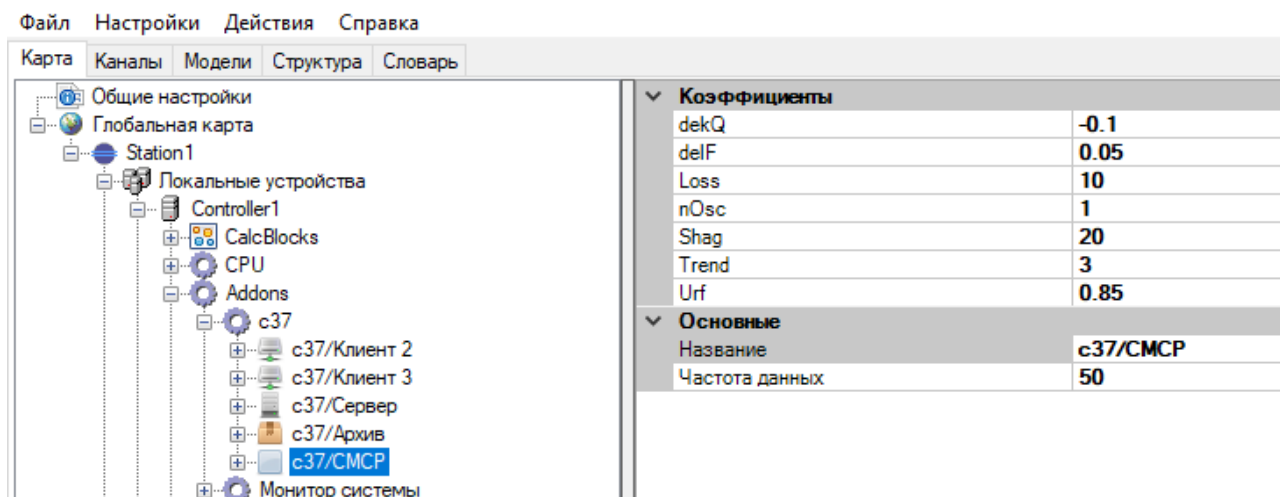 Файл Настройки Действия Справка
Карта Каналы Модели Структура Словарь
Общие настройки
Глобальная карта
Station1
Локальные устройства
Controller1
CalcBlocks
CPU
Addons
c37
c37/Клиент 2
c37/Клиент 3
c37/Сервер
c37/Архив
c37/СМСР
Монитор системы
Коэффициенты
dekQ -0.1
delF 0.05
Loss 10
nOsc 1
Shag 20
Trend 3
Urf 0.85
Основные
Название c37/СМСР
Частота данных 50